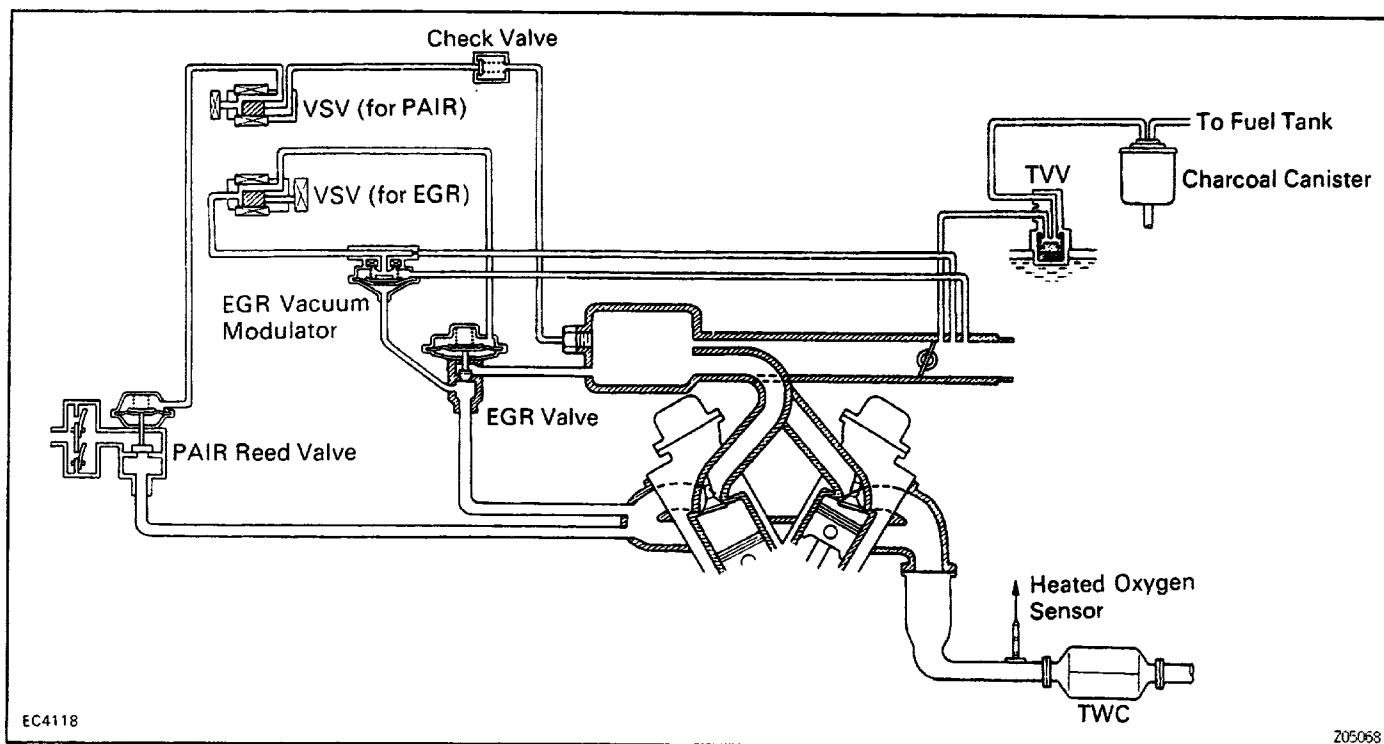 Check Valve
VSV (for PAIR)
To Fuel Tank
TVV
Charcoal Canister
VSV (for EGR)
EGR Vacuum
Modulator
EGR Valve
PAIR Reed Valve
Heated Oxygen
Sensor
TWC
EC4118
Z05068